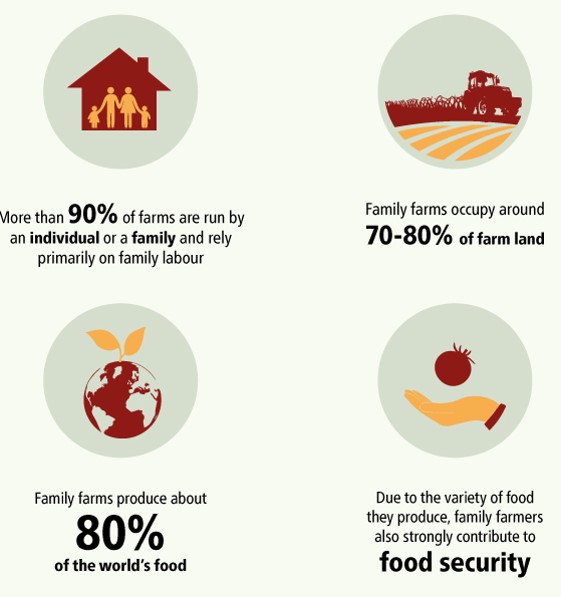 More than 90% of farms are run by
an individual or a family and rely
primarily on family labour
Family farms occupy around
70-80% of farm land
Family farms produce about
80%
of the world's food
Due to the variety of food
they produce, family farmers
also strongly contribute to
food security